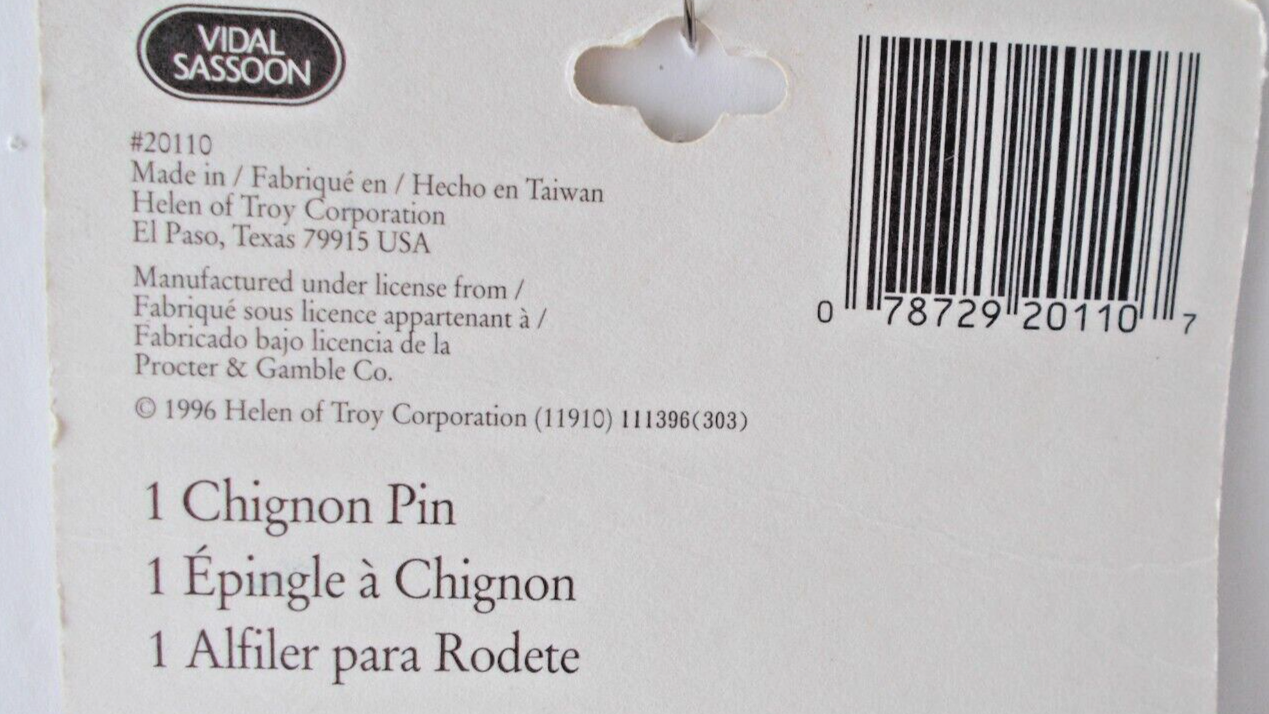 VIDAL
SASSOON
#20110
Made in / Fabriqué en / Hecho en Taiwan
Helen of Troy Corporation
El Paso, Texas 79915 USA
Manufactured under license from /
Fabriqué sous licence appartenant à /
Fabricado bajo licencia de la
Procter & Gamble Co.
© 1996 Helen of Troy Corporation (11910) 111396(303)
1 Chignon Pin
1 Épingle à Chignon
1 Alfiler para Rodete
0 78729 20110 7